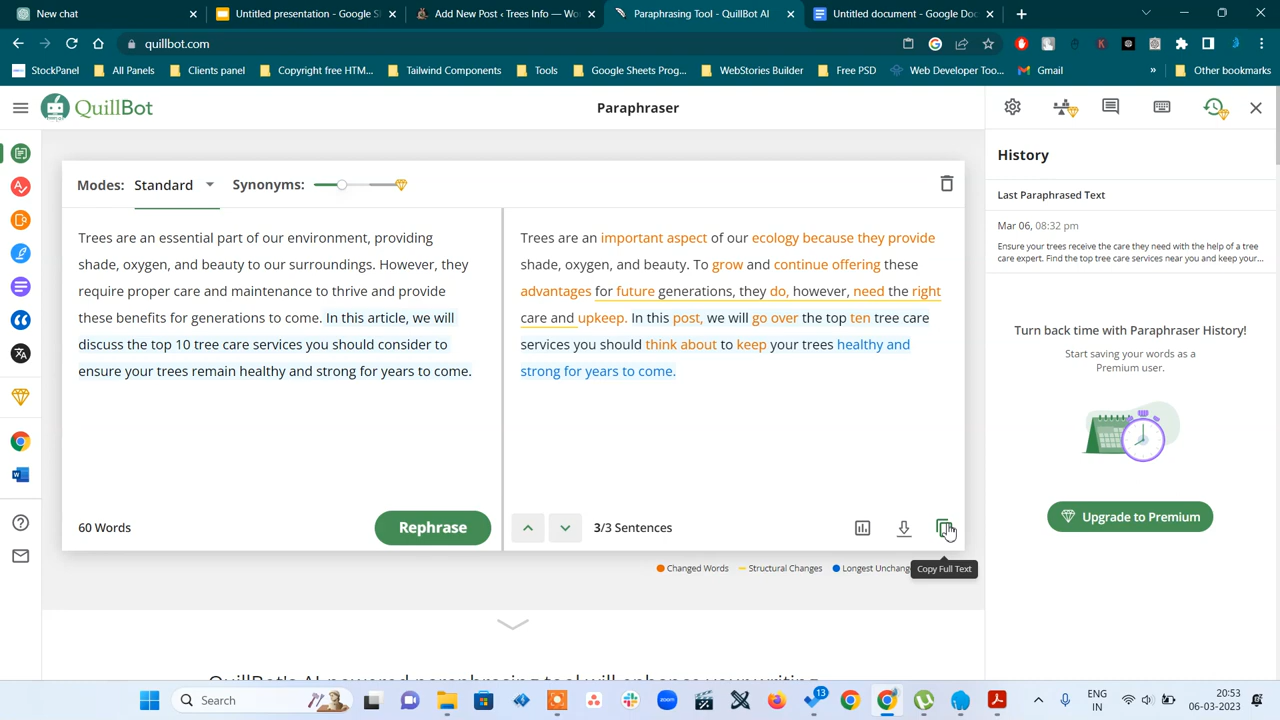 New chat
Untitled presentation - Google Sl
Add New Post ‹ Trees Info — Wo
Paraphrasing Tool - QuillBot AI
Untitled document - Google Doc
quillbot.com
StockPanel
All Panels
Clients panel
Copyright free HTM...
Tailwind Components
Tools
Google Sheets Prog...
WebStories Builder
Free PSD
Web Developer Too...
Gmail
Other bookmarks
QuillBot
Paraphraser
History
Modes: Standard
Synonyms:
Last Paraphrased Text
Mar 06, 08:32 pm
Ensure your trees receive the care they need with the help of a tree
care expert. Find the top tree care services near you and keep your...
Trees are an essential part of our environment, providing
shade, oxygen, and beauty to our surroundings. However, they
require proper care and maintenance to thrive and provide
these benefits for generations to come. In this article, we will
discuss the top 10 tree care services you should consider to
ensure your trees remain healthy and strong for years to come.
Trees are an important aspect of our ecology because they provide
shade, oxygen, and beauty. To grow and continue offering these
advantages for future generations, they do, however, need the right
care and upkeep. In this post, we will go over the top ten tree care
services you should think about to keep your trees healthy and
strong for years to come.
Turn back time with Paraphraser History!
Start saving your words as a
Premium user.
Upgrade to Premium
60 Words
Rephrase
3/3 Sentences
Copy Full Text
Changed Words
Structural Changes
Longest Unchang
QuillBot's AI-powered paraphrasing tool will enhance your writing
Search
13
ENG
IN
20:53
06-03-2023